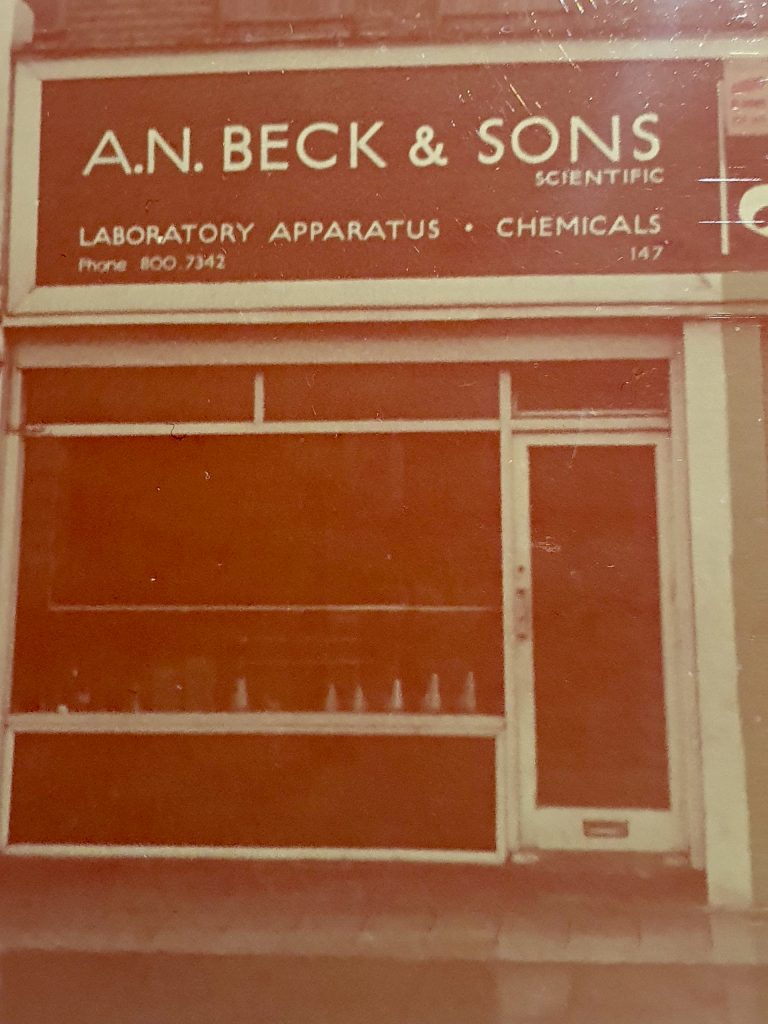 A.N. BECK & SONS
SCIENTIFIC
LABORATORY APPARATUS · CHEMICALS
Phone 800.7342 147